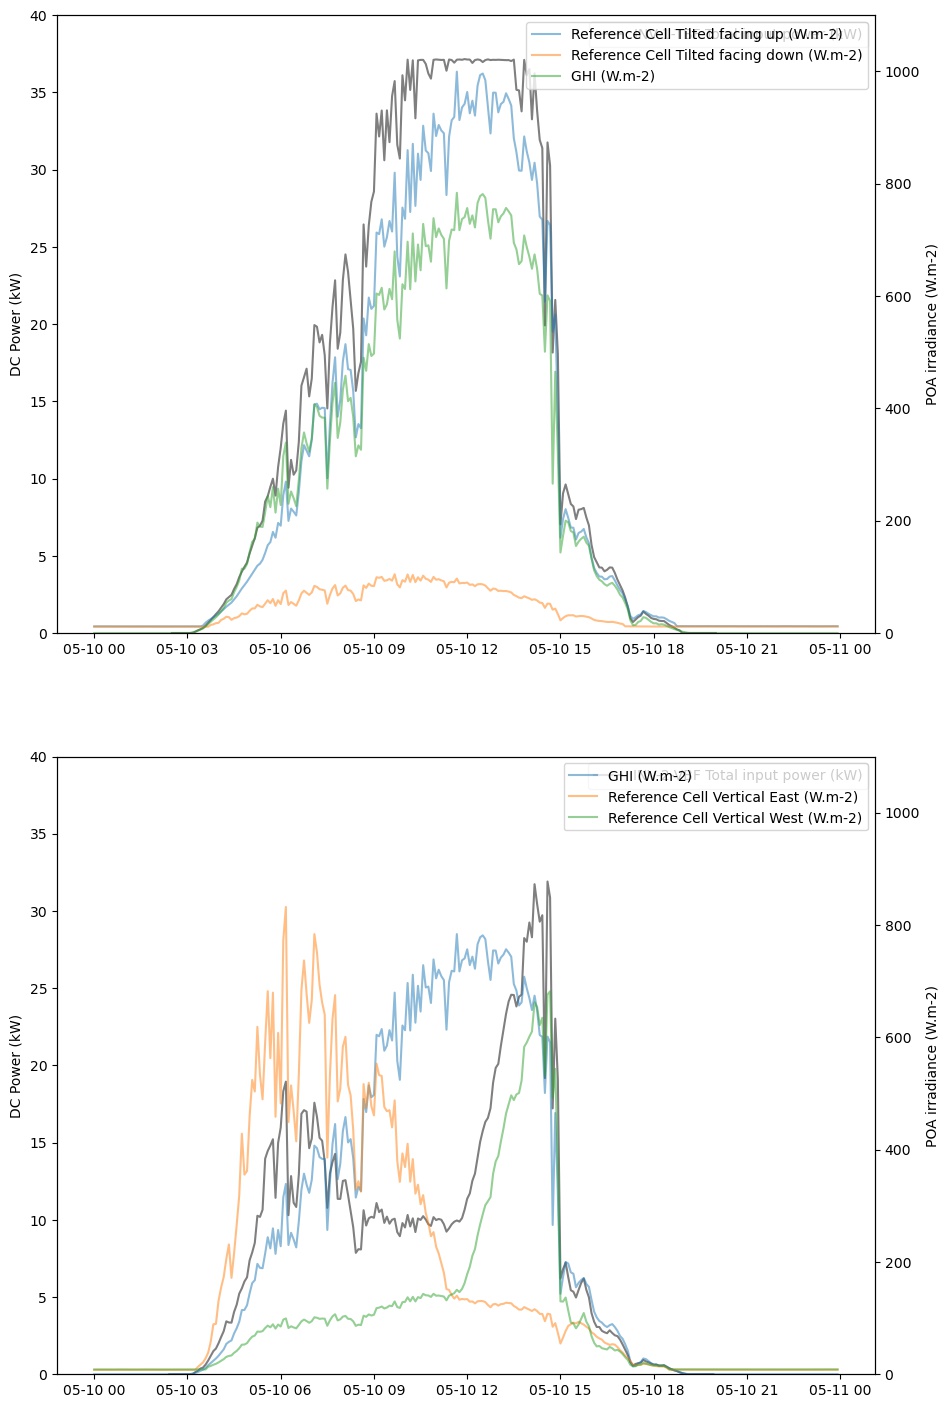 40
35
30
25
20
15
10
5
0
DC Power (kW)
Reference Cell Tilted facing up (W.m-2)
Reference Cell Tilted facing down (W.m-2)
GHI (W.m-2)
1000
800
600
400
200
0
POA irradiance (W.m-2)
05-10 00 05-10 03 05-10 06 05-10 09 05-10 12 05-10 15 05-10 18 05-10 21 05-11 00
40
35
30
25
20
15
10
5
0
DC Power (kW)
GHI (W.m-2) Total input power (kW)
Reference Cell Vertical East (W.m-2)
Reference Cell Vertical West (W.m-2)
1000
800
600
400
200
0
POA irradiance (W.m-2)
05-10 00 05-10 03 05-10 06 05-10 09 05-10 12 05-10 15 05-10 18 05-10 21 05-11 00